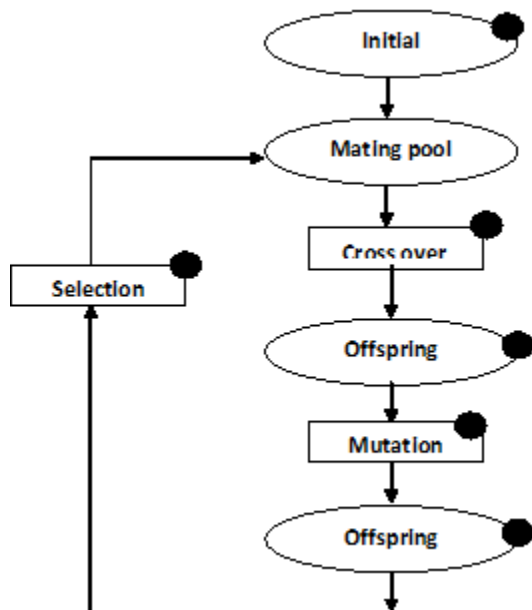 Initial
Mating pool
Cross over
Selection
Offspring
Mutation
Offspring